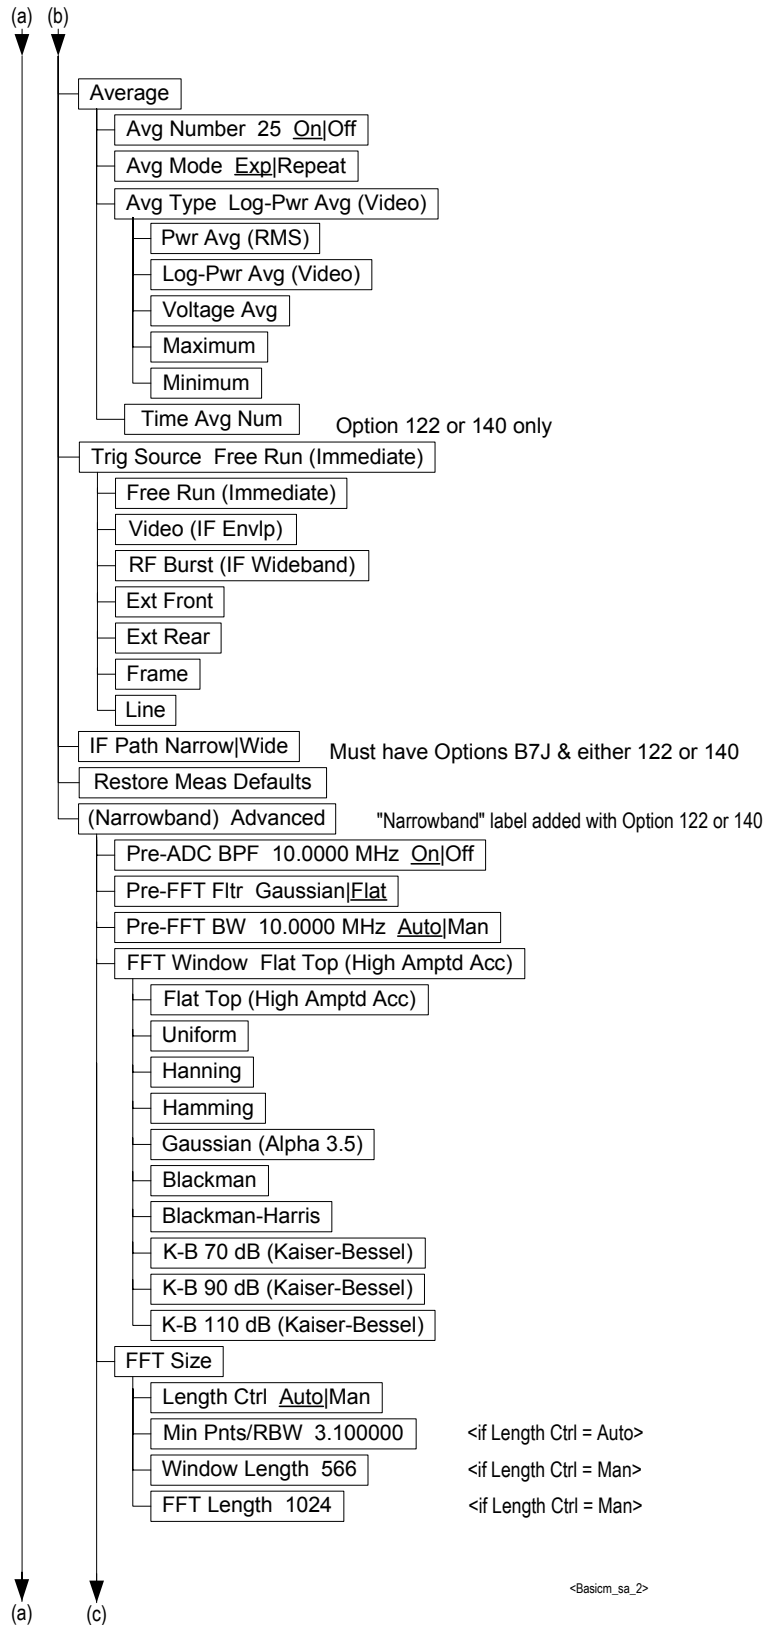 (a) (b)
Average
Avg Number 25 On|Off
Avg Mode Exp|Repeat
Avg Type Log-Pwr Avg (Video)
Pwr Avg (RMS)
Log-Pwr Avg (Video)
Voltage Avg
Maximum
Minimum
Time Avg Num Option 122 or 140 only
Trig Source Free Run (Immediate)
Free Run (Immediate)
Video (IF Envlp)
RF Burst (IF Wideband)
Ext Front
Ext Rear
Frame
Line
IF Path Narrow|Wide Must have Options B7J & either 122 or 140
Restore Meas Defaults
(Narrowband) Advanced "Narrowband" label added with Option 122 or 140
Pre-ADC BPF 10.0000 MHz On|Off
Pre-FFT Fltr Gaussian|Flat
Pre-FFT BW 10.0000 MHz Auto|Man
FFT Window Flat Top (High Amptd Acc)
Flat Top (High Amptd Acc)
Uniform
Hanning
Hamming
Gaussian (Alpha 3.5)
Blackman
Blackman-Harris
K-B 70 dB (Kaiser-Bessel)
K-B 90 dB (Kaiser-Bessel)
K-B 110 dB (Kaiser-Bessel)
FFT Size
Length Ctrl Auto|Man
Min Pnts/RBW 3.100000 <if Length Ctrl = Auto>
Window Length 566 <if Length Ctrl = Man>
FFT Length 1024 <if Length Ctrl = Man>
<Basicm_sa_2>
(a) (c)